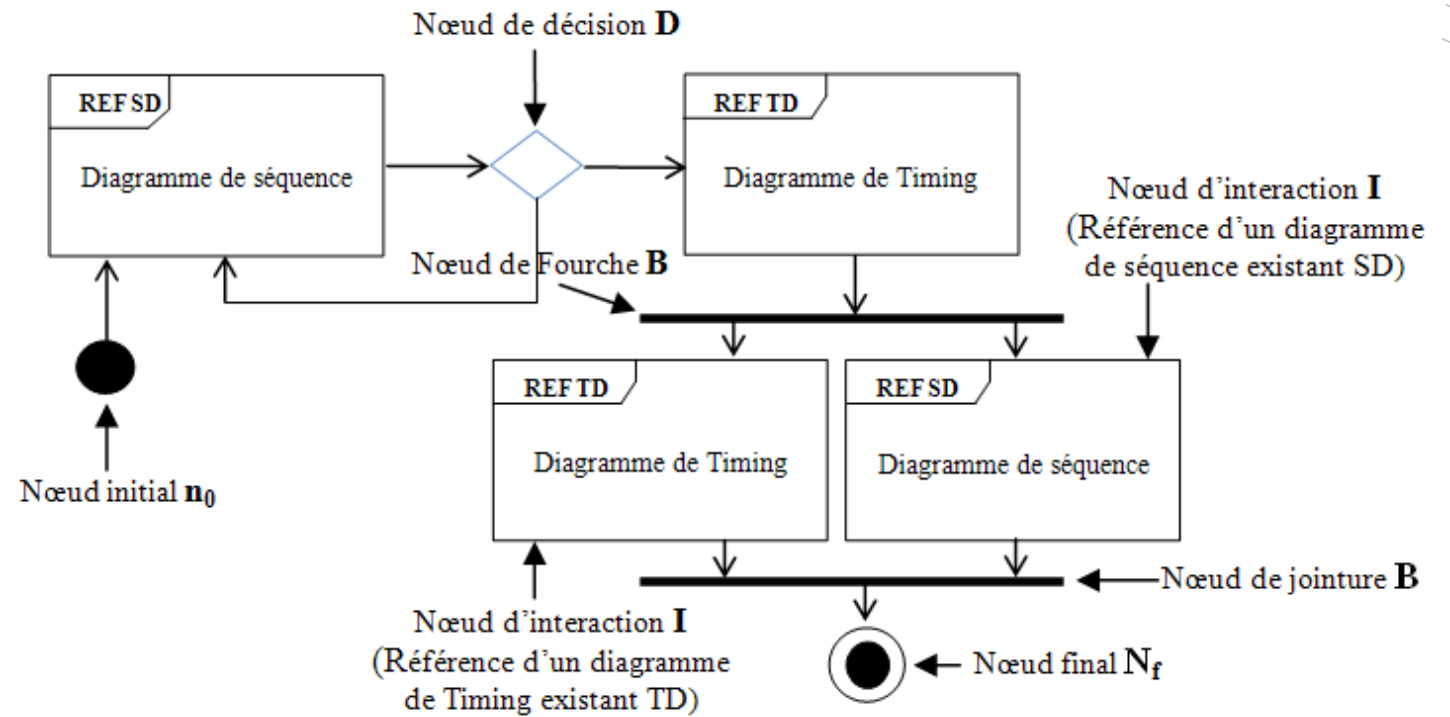 Nœud de décision D
REF SD
Diagramme de séquence
REF TD
Diagramme de Timing
Nœud d’interaction I
(Référence d’un diagramme
de séquence existant SD)
Nœud de Fourche B
REF TD
Diagramme de Timing
REF SD
Diagramme de séquence
Nœud initial n0
Nœud de jointure B
Nœud d’interaction I
(Référence d’un diagramme
de Timing existant TD)
Nœud final Nf